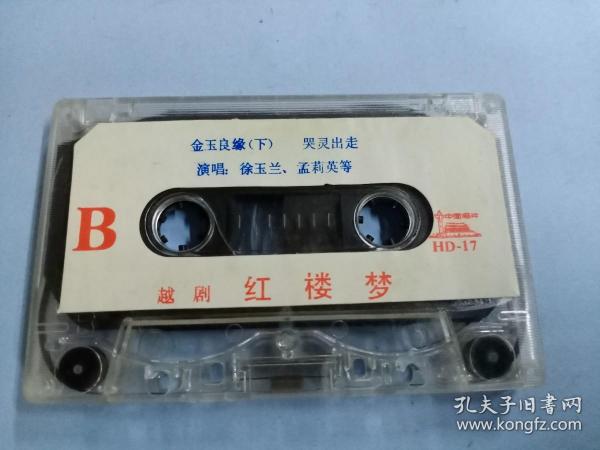 金玉良缘(下) 哭灵出走
演唱: 徐玉兰、孟莉英等
B
中国唱片
HD-17
越剧 红楼梦
孔夫子旧書网
www.kongfz.com